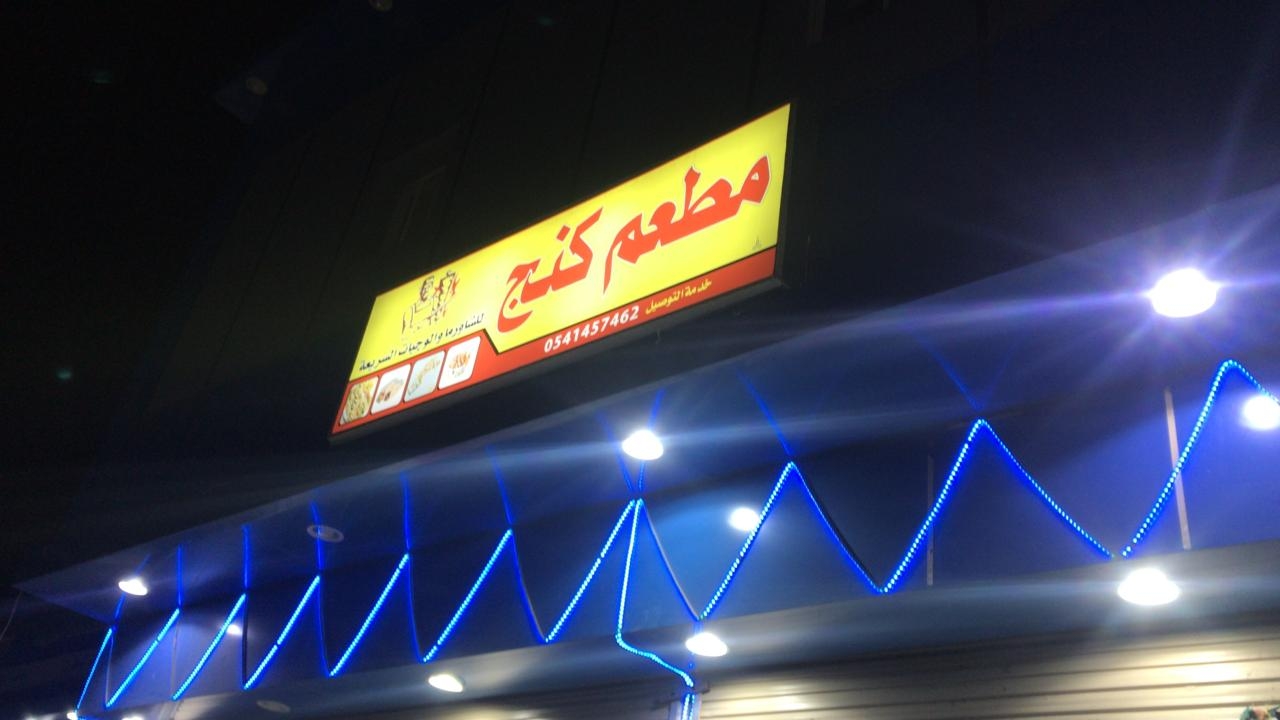 مطعم كنج
للشاورما والوجبات السريعة
خدمة التوصيل 0541457462